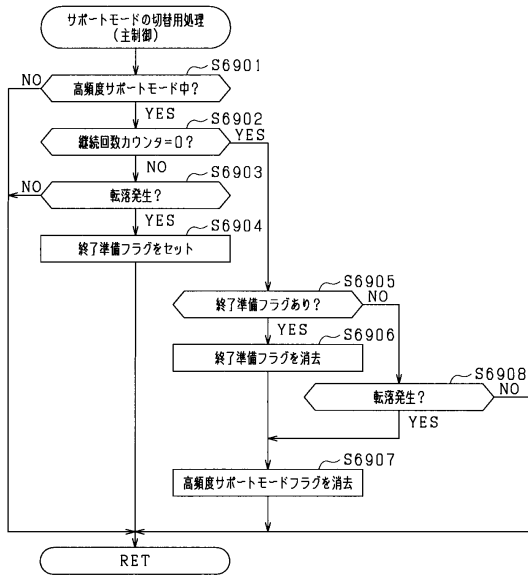 サポートモードの切替用処理
(主制御)
S6901
NO
高頻度サポートモード中?
YES
S6902
継続回数カウンタ=0?
YES
NO
S6903
NO
転落発生?
YES
S6904
終了準備フラグをセット
S6905
終了準備フラグあり?
NO
YES
S6906
終了準備フラグを消去
S6908
転落発生?
NO
YES
S6907
高頻度サポートモードフラグを消去
RET